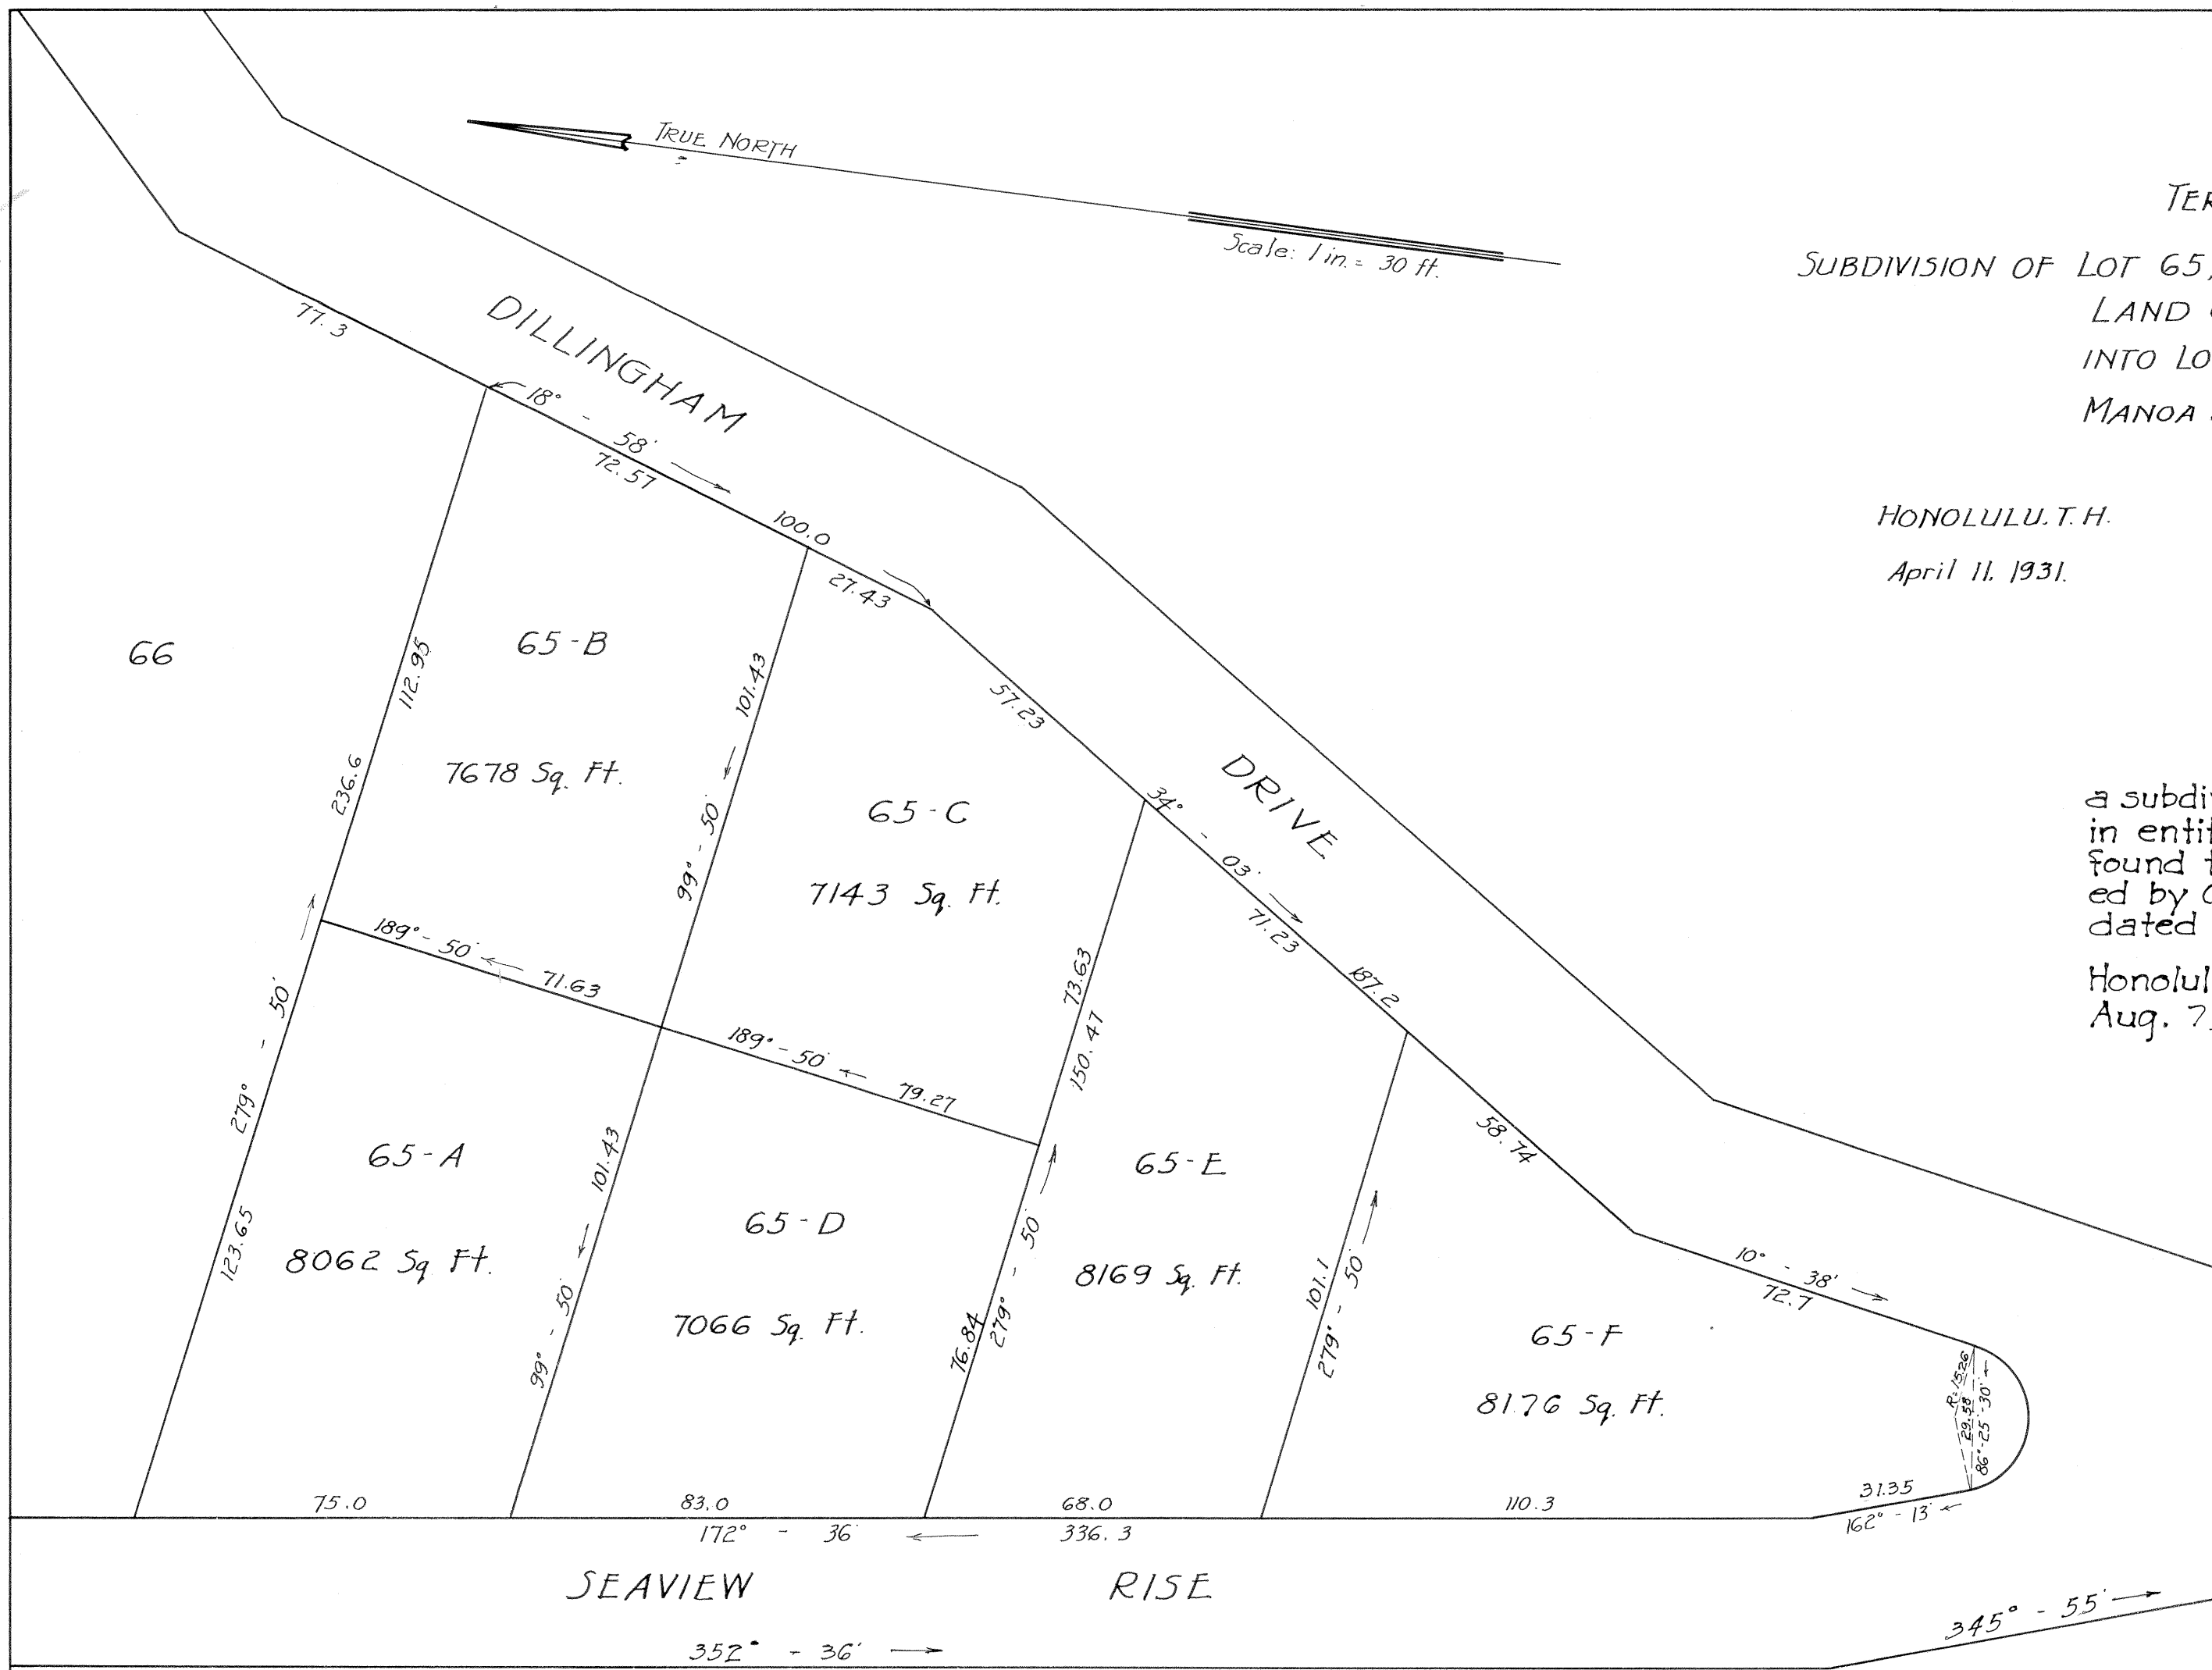 TRUE NORTH
Scale: 1 in. = 30 ft.
SUBDIVISION OF LOT 65,
LAND
INTO
MANOA
HONOLULU. T. H.
April 11. 1931.
DILLINGHAM
DRIVE
77.3
18° - 58'
72.57
100.0
27.43
57.23
34° - 03'
71.23
187.2
58.74
10° - 38'
72.7
66
65-B
7678 Sq. Ft.
112.95
236.6
101.43
99° - 50'
65-C
7143 Sq. Ft.
73.63
150.47
189° - 50'
71.63
189° - 50'
79.27
279° - 50'
123.65
65-A
8062 Sq Ft.
101.43
99° - 50'
65-D
7066 Sq. Ft.
76.84
279° - 50'
65-E
8169 Sq. Ft.
101.1
279° - 50'
65-F
8176 Sq. Ft.
R=15.26
29.58
86°-25'-30"
31.35
162° - 13'
75.0
83.0
68.0
110.3
172° - 36'
336.3
SEAVIEW RISE
352° - 36'
345° - 55'
a subdi
in enti
found
ed by
dated
Honolul
Aug. 7,